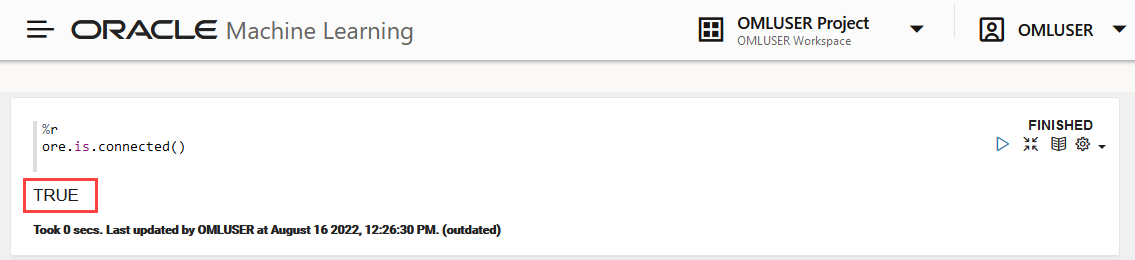 ORACLE Machine Learning
OMLUSER Project
OMLUSER Workspace
OMLUSER
%r
ore.is.connected()
FINISHED
TRUE
Took 0 secs. Last updated by OMLUSER at August 16 2022, 12:26:30 PM. (outdated)